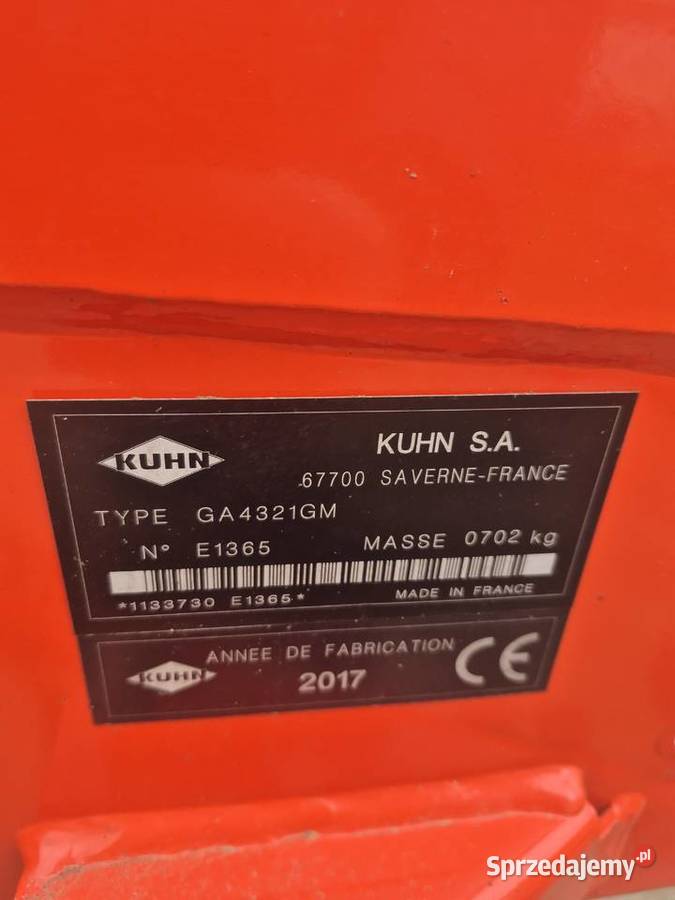 KUHN
KUHN S.A.
67700 SAVERNE-FRANCE
TYPE GA4321GM
N° E1365 MASSE 0702 kg
*1133730 E1365* MADE IN FRANCE
KUHN ANNEE DE FABRICATION CE
2017
Sprzedajemy.pl